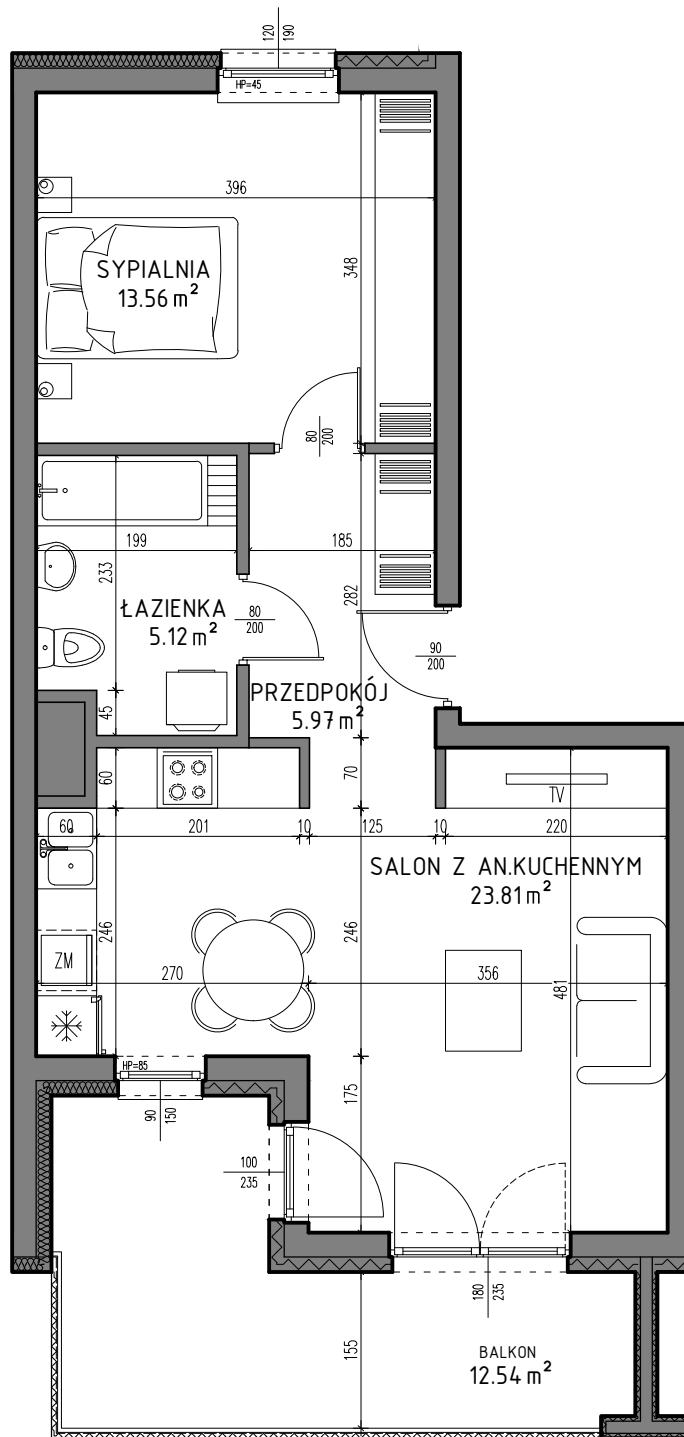 120
190
HP=45
396
SYPIALNIA
13.56 m²
348
80
200
199
185
233
282
ŁAZIENKA
5.12 m²
80
200
90
200
PRZEDPOKÓJ
5.97 m²
45
60
70
TV
60
201
10
125
10
220
SALON Z AN.KUCHENNYM
23.81 m²
246
246
ZM
270
356
481
HP=85
175
90
150
100
235
180
235
155
BALKON
12.54 m²